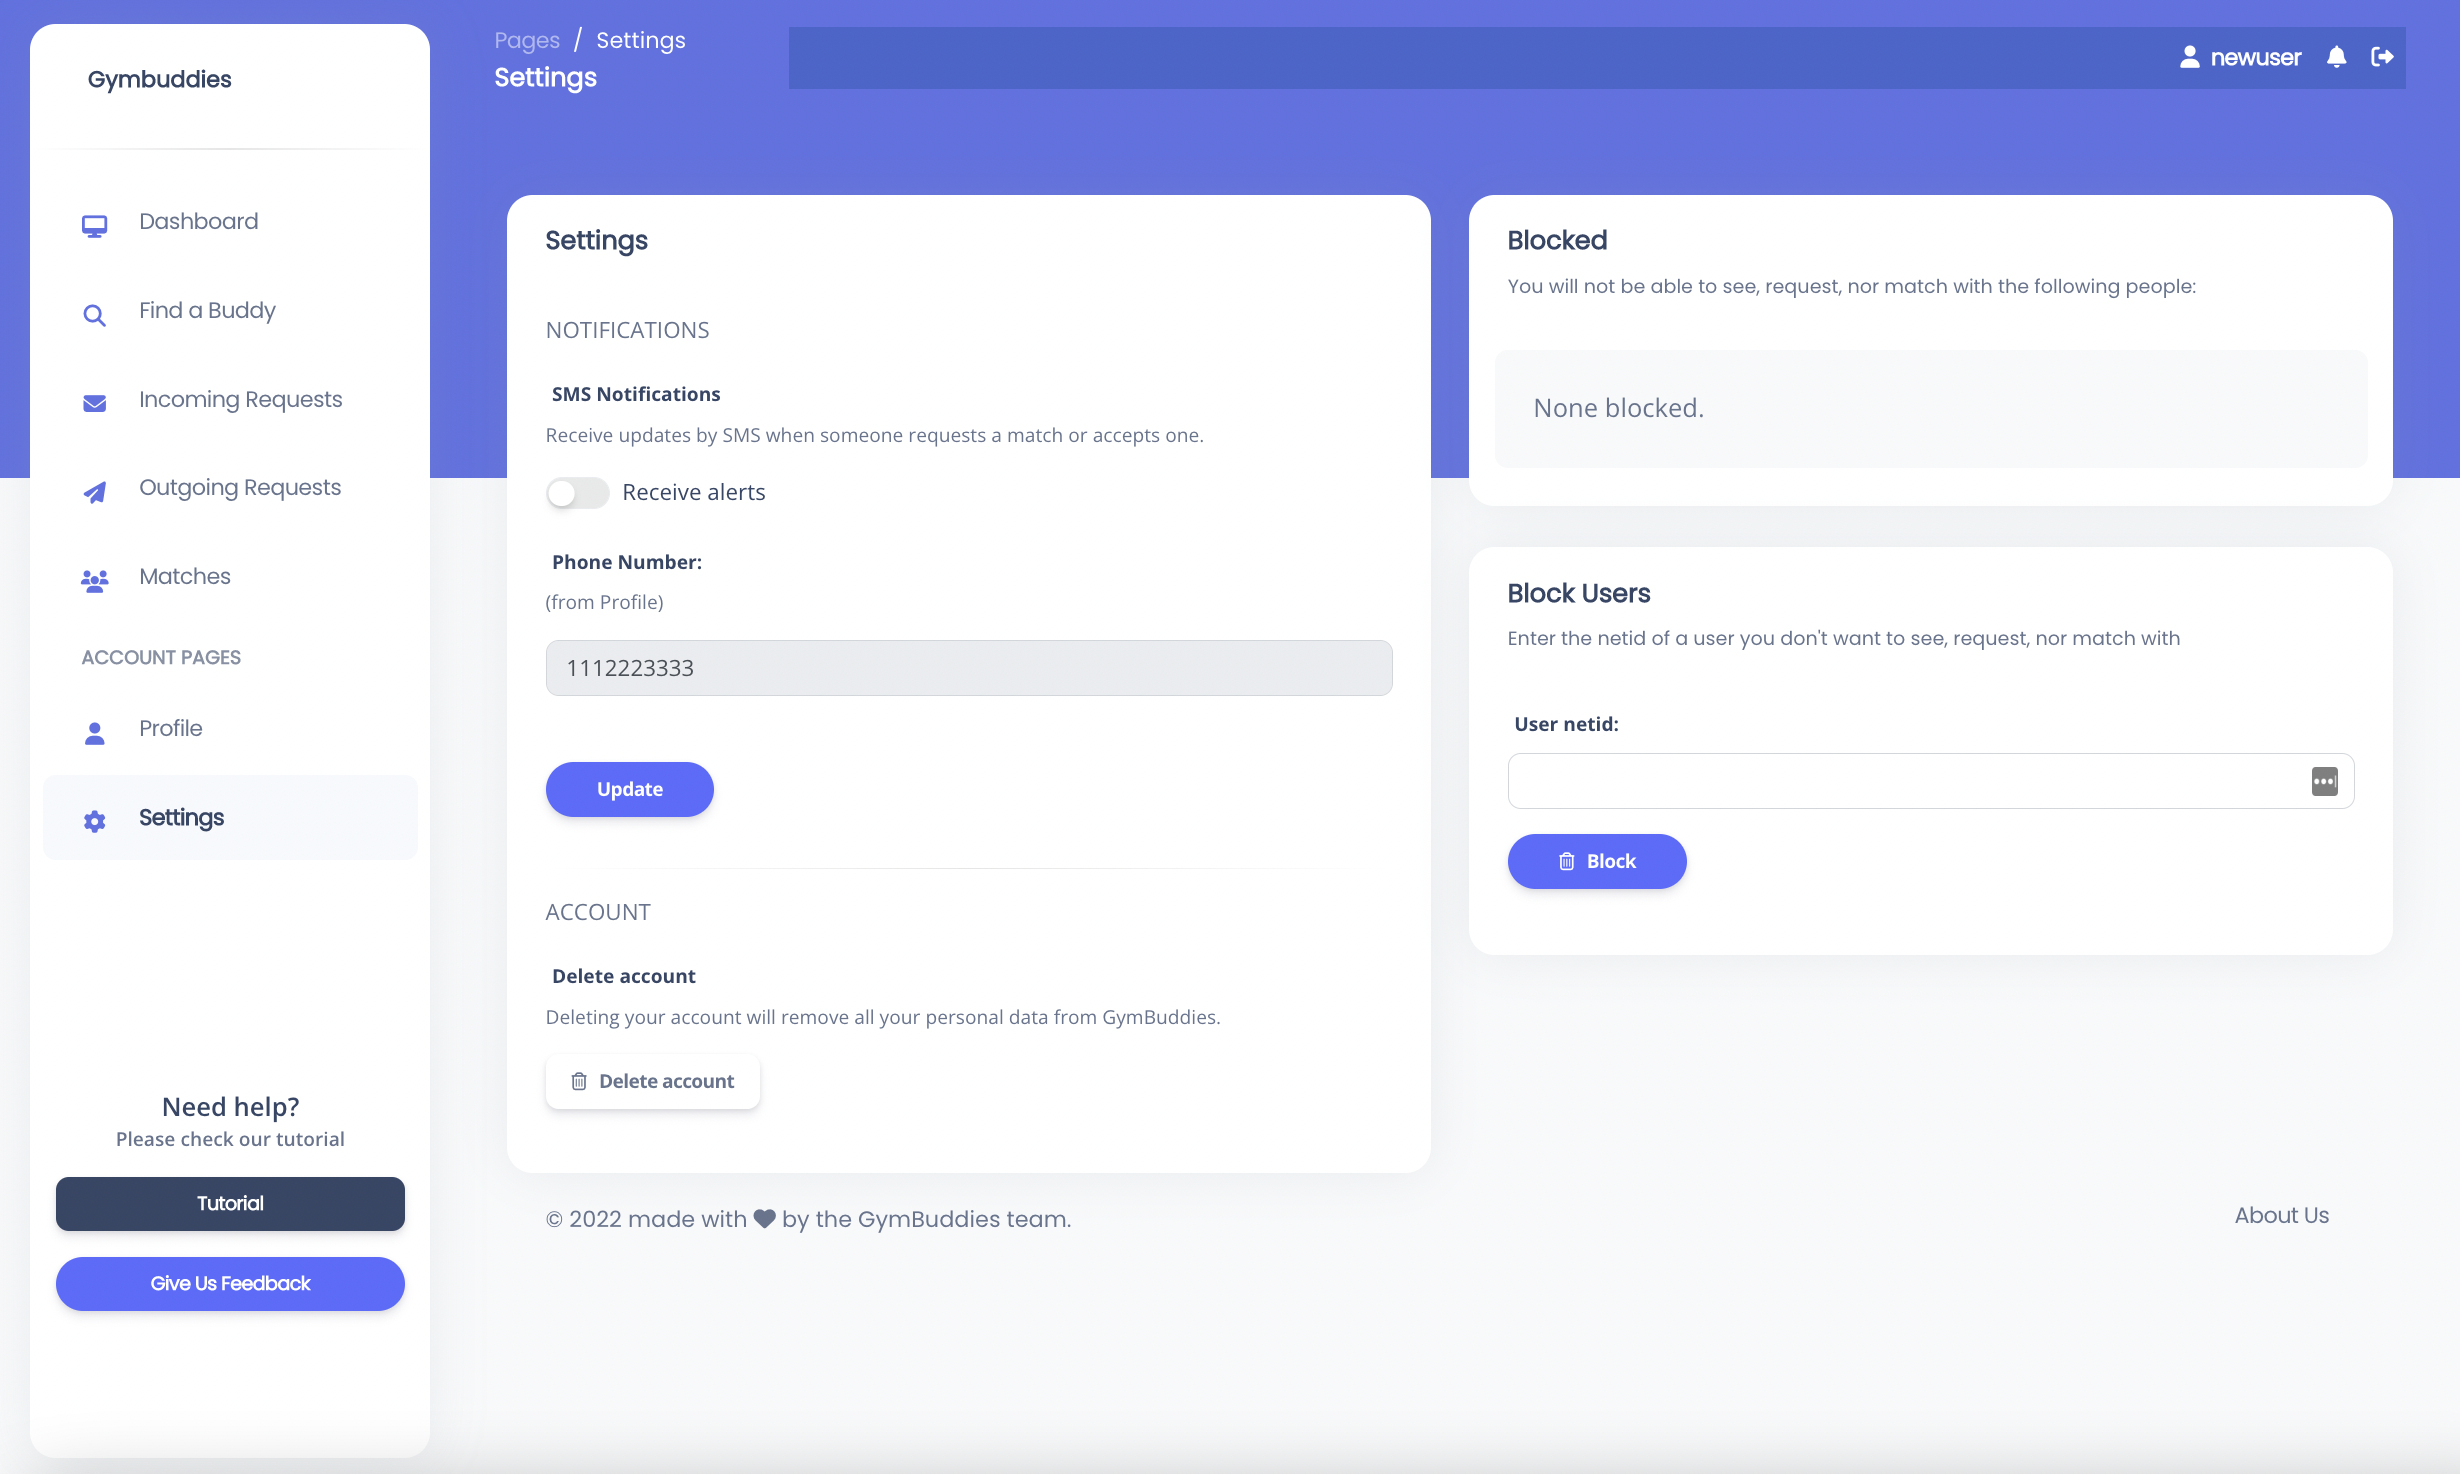 Gymbuddies
Dashboard
Find a Buddy
Incoming Requests
Outgoing Requests
Matches
ACCOUNT PAGES
Profile
Settings
Need help?
Please check our tutorial
Tutorial
Give Us Feedback
Pages / Settings
Settings
newuser
Settings
NOTIFICATIONS
SMS Notifications
Receive updates by SMS when someone requests a match or accepts one.
Receive alerts
Phone Number:
(from Profile)
1112223333
Update
ACCOUNT
Delete account
Deleting your account will remove all your personal data from GymBuddies.
Delete account
Blocked
You will not be able to see, request, nor match with the following people:
None blocked.
Block Users
Enter the netid of a user you don't want to see, request, nor match with
User netid:
Block
© 2022 made with ♥ by the GymBuddies team.
About Us